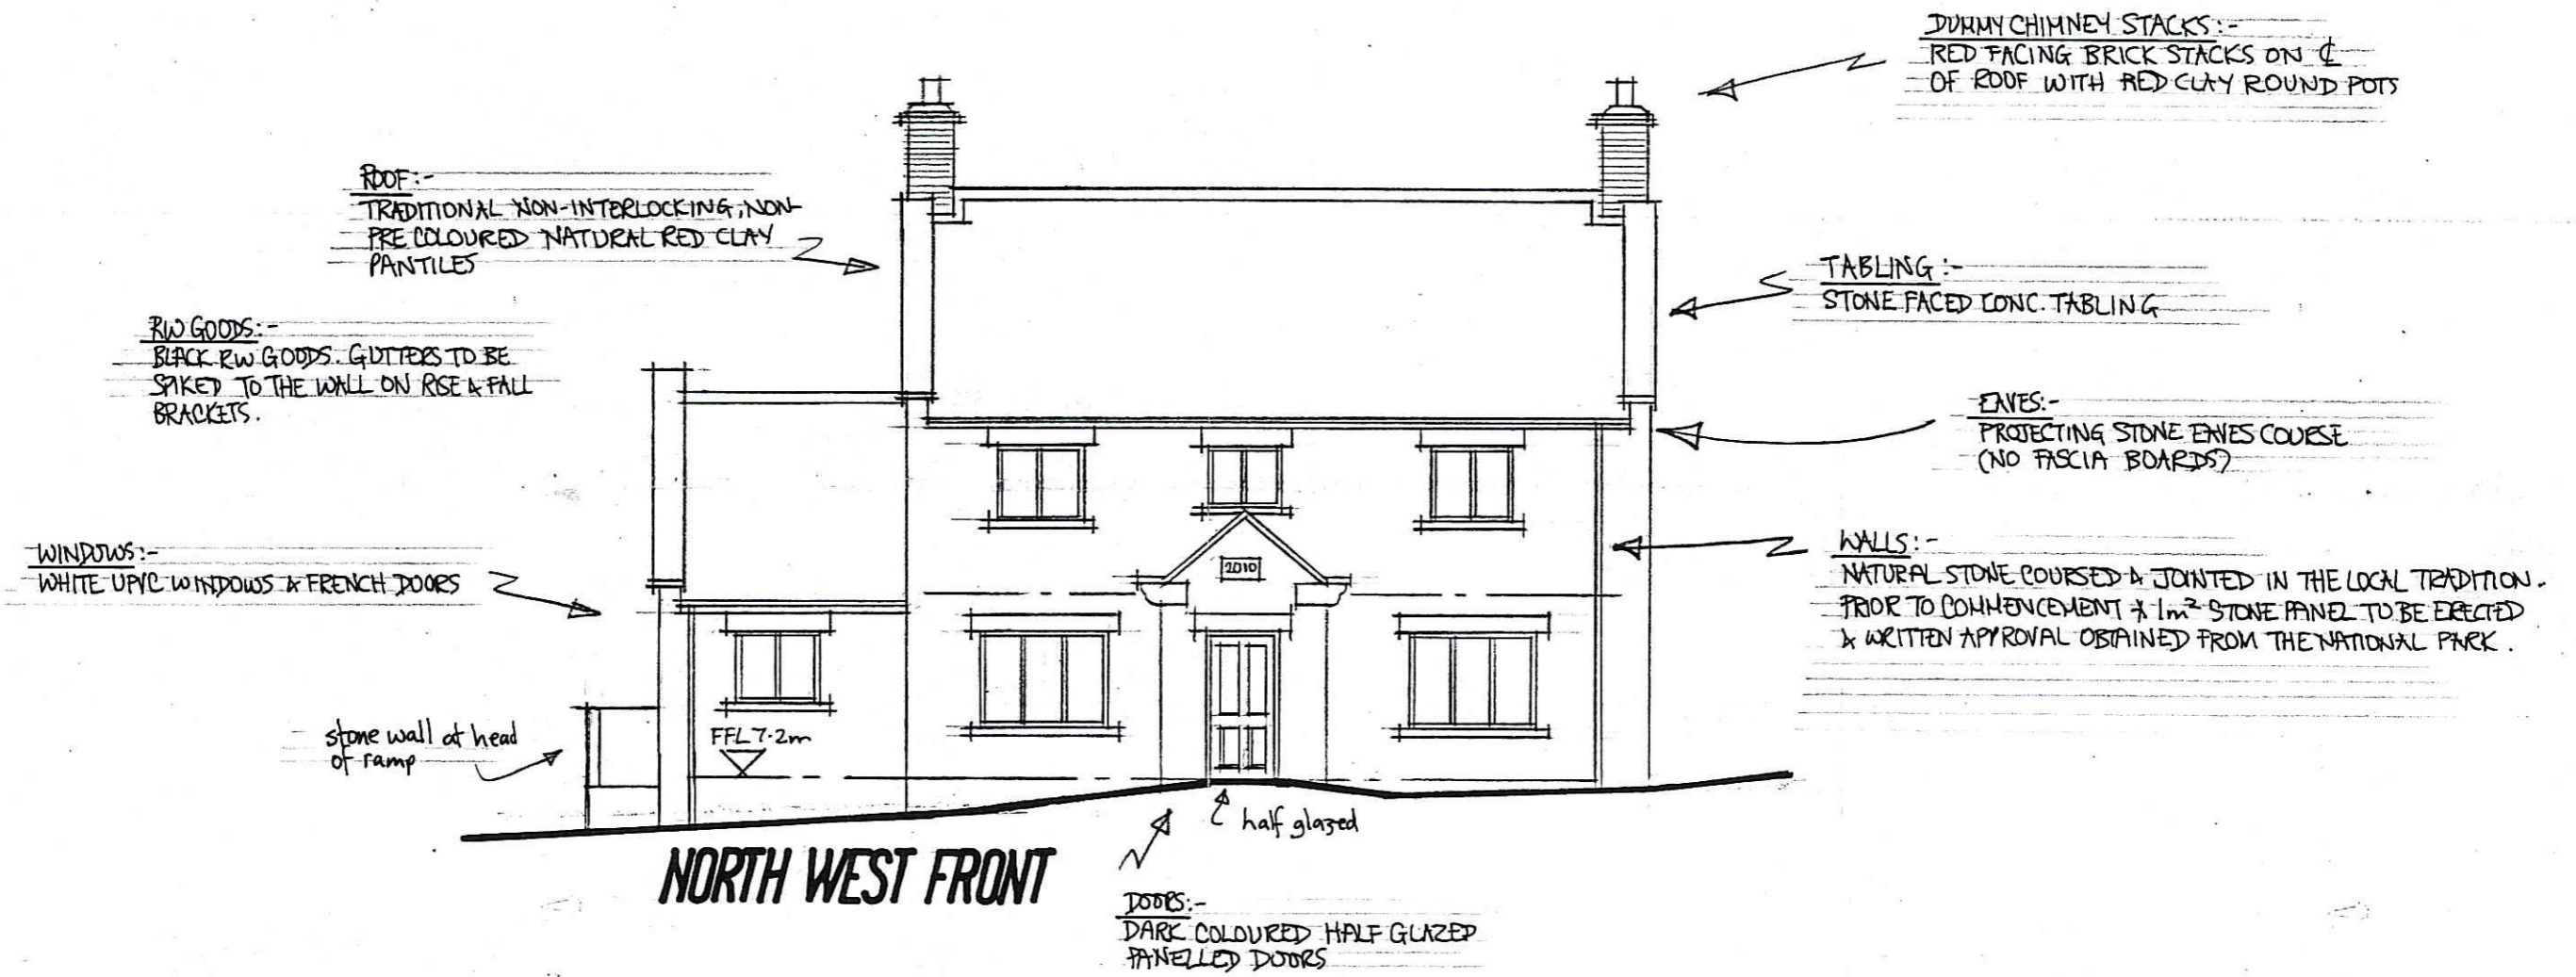 DUMMY CHIMNEY STACKS:-
RED FACING BRICK STACKS ON ℄
OF ROOF WITH RED CLAY ROUND POTS
ROOF:-
TRADITIONAL NON-INTERLOCKING, NON-
PRE COLOURED NATURAL RED CLAY
PANTILES
TABLING:-
STONE FACED CONC. TABLING
RW GOODS:-
BLACK RW GOODS. GUTTERS TO BE
SPIKED TO THE WALL ON RISE & FALL
BRACKETS.
EAVES:-
PROJECTING STONE EAVES COURSE
(NO FASCIA BOARDS)
WINDOWS:-
WHITE UPVC WINDOWS & FRENCH DOORS
2010
WALLS:-
NATURAL STONE COURSED & JOINTED IN THE LOCAL TRADITION.
PRIOR TO COMMENCEMENT A 1m² STONE PANEL TO BE ERECTED
& WRITTEN APPROVAL OBTAINED FROM THE NATIONAL PARK.
stone wall at head
of ramp
FFL 7.2m
half glazed
NORTH WEST FRONT
DOORS:-
DARK COLOURED HALF GLAZED
PANELLED DOORS